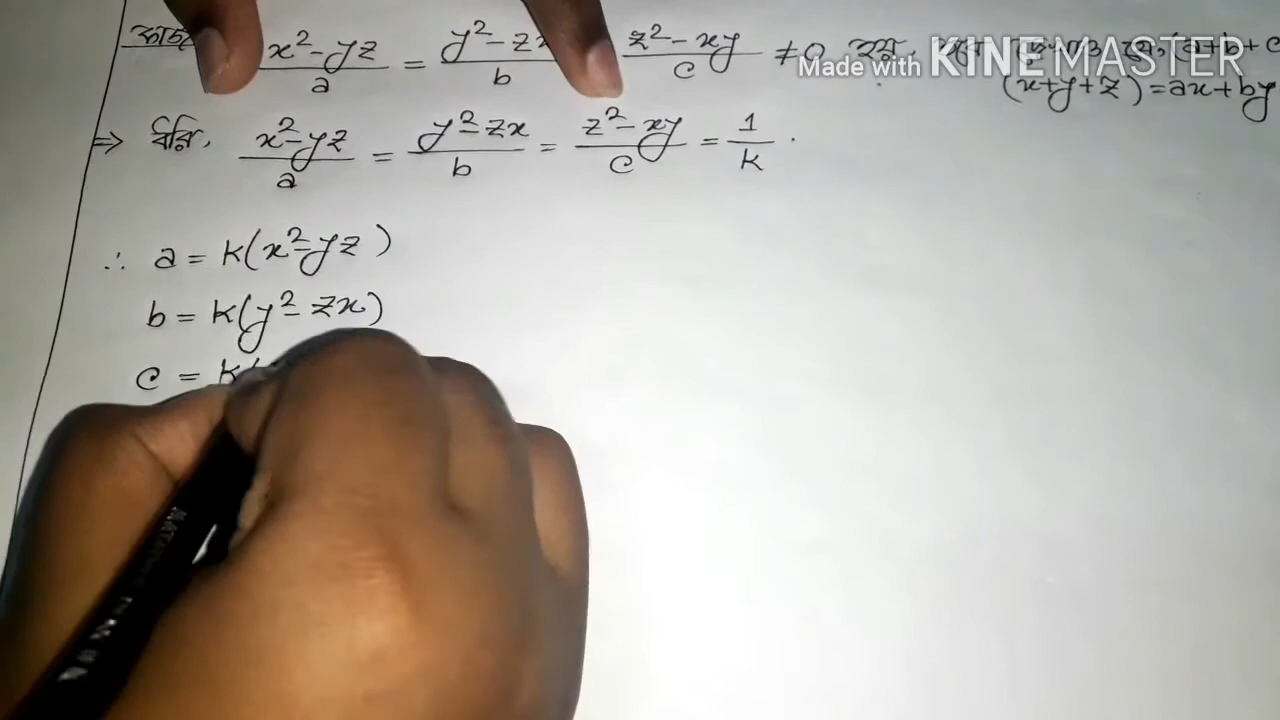 কাজ x²-yz/a = y²-zx/b z²-xy/c ≠0 হয়, হয়, (a+b+c
(x+y+z)=ax+by
Made with KINEMASTER
⇒ ধরি, x²-yz/a = y²-zx/b = z²-xy/c = 1/k .
∴ a = k(x²-yz)
b = k(y²-zx)
c = k(